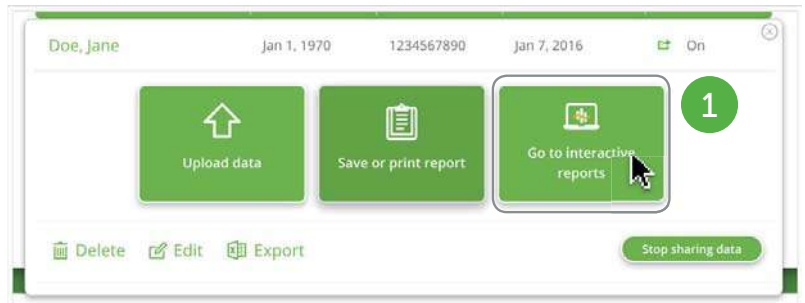 Doe, Jane Jan 1, 1970 1234567890 Jan 7, 2016 On
Upload data
Save or print report
Go to interactive
reports
1
Delete Edit Export
Stop sharing data